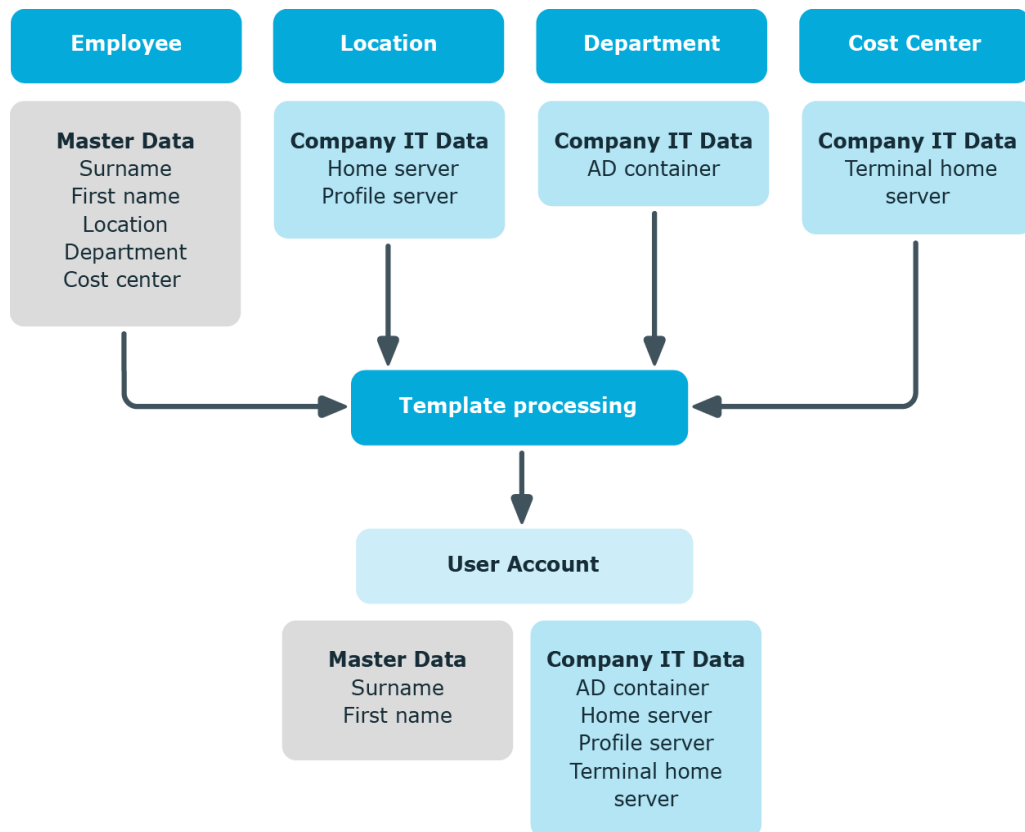 Employee
Location
Department
Cost Center
Master Data
Surname
First name
Location
Department
Cost center
Company IT Data
Home server
Profile server
Company IT Data
AD container
Company IT Data
Terminal home
server
Template processing
User Account
Master Data
Surname
First name
Company IT Data
AD container
Home server
Profile server
Terminal home
server